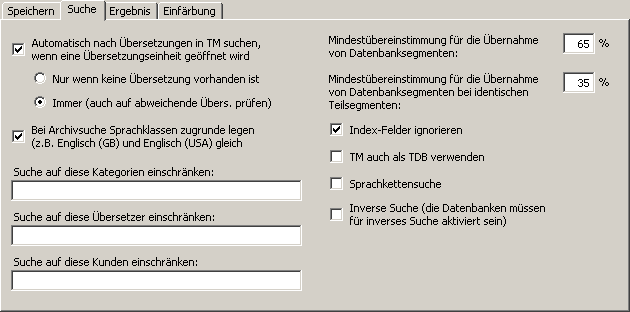 Speichern Suche Ergebnis Einfärbung
Automatisch nach Übersetzungen in TM suchen,
wenn eine Übersetzungseinheit geöffnet wird
Nur wenn keine Übersetzung vorhanden ist
Immer (auch auf abweichende Übers. prüfen)
Bei Archivsuche Sprachklassen zugrunde legen
(z.B. Englisch (GB) und Englisch (USA) gleich
Suche auf diese Kategorien einschränken:
Suche auf diese Übersetzer einschränken:
Suche auf diese Kunden einschränken:
Mindestübereinstimmung für die Übernahme
von Datenbanksegmenten:
65 %
Mindestübereinstimmung für die Übernahme
von Datenbanksegmenten bei identischen
Teilsegmenten:
35 %
Index-Felder ignorieren
TM auch als TDB verwenden
Sprachkettensuche
Inverse Suche (die Datenbanken müssen
für inverses Suche aktiviert sein)